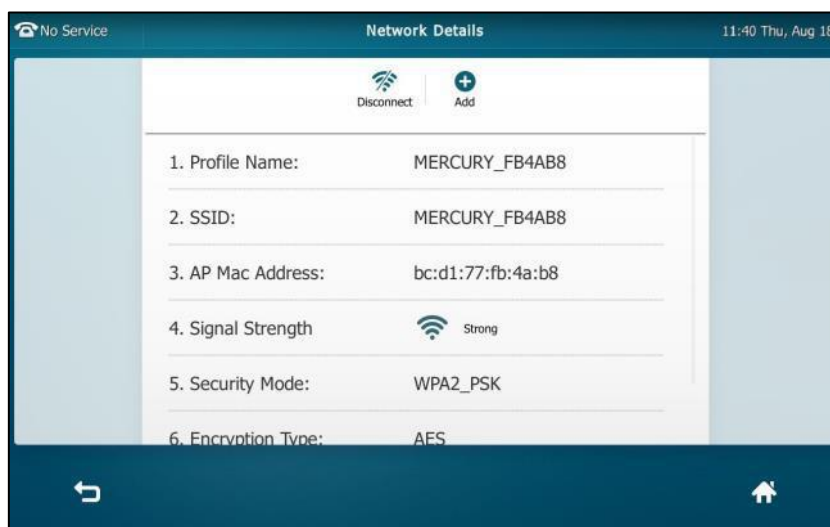 No Service Network Details 11:40 Thu, Aug 18
Disconnect Add
1. Profile Name: MERCURY_FB4AB8
2. SSID: MERCURY_FB4AB8
3. AP Mac Address: bc:d1:77:fb:4a:b8
4. Signal Strength Strong
5. Security Mode: WPA2_PSK
6. Encryption Type: AES